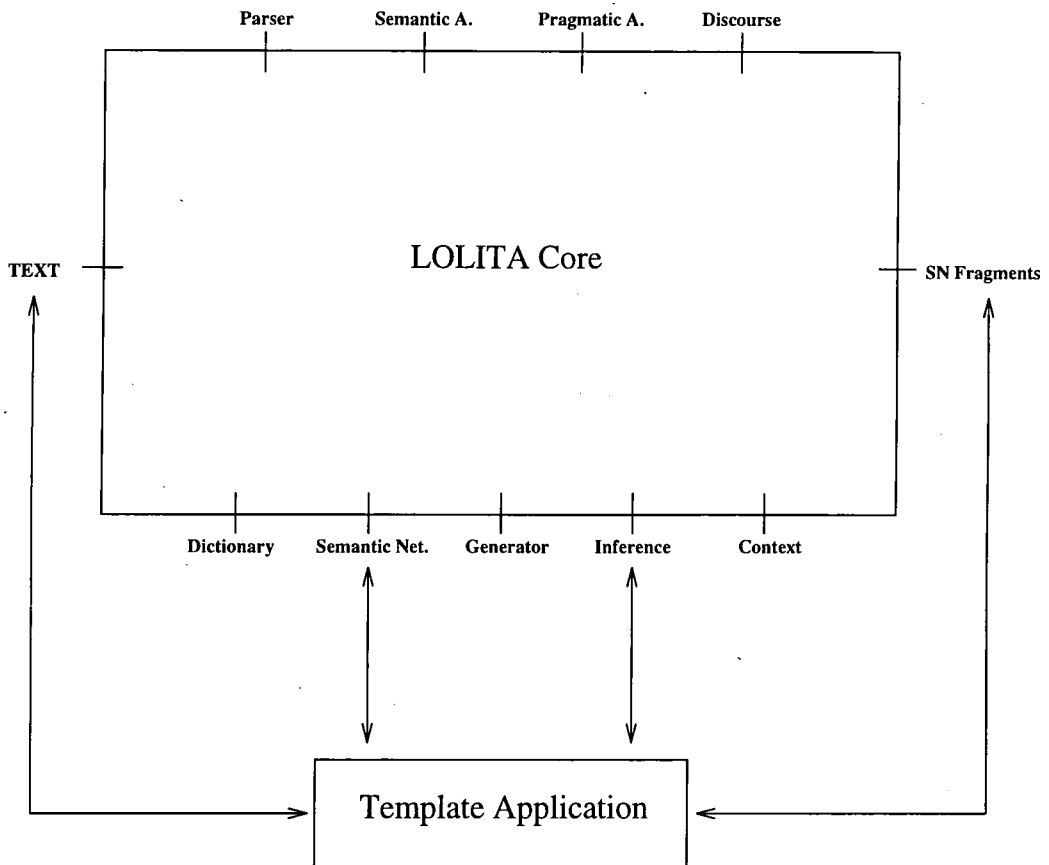 Parser Semantic A. Pragmatic A. Discourse
LOLITA Core
TEXT
SN Fragments
Dictionary Semantic Net. Generator Inference Context
Template Application